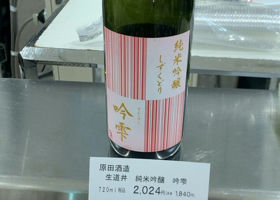 純米吟醸
しずくどり
吟雫
原田酒造
生道井 純米吟醸 吟雫
720ml 税込 2,024円 1,840円